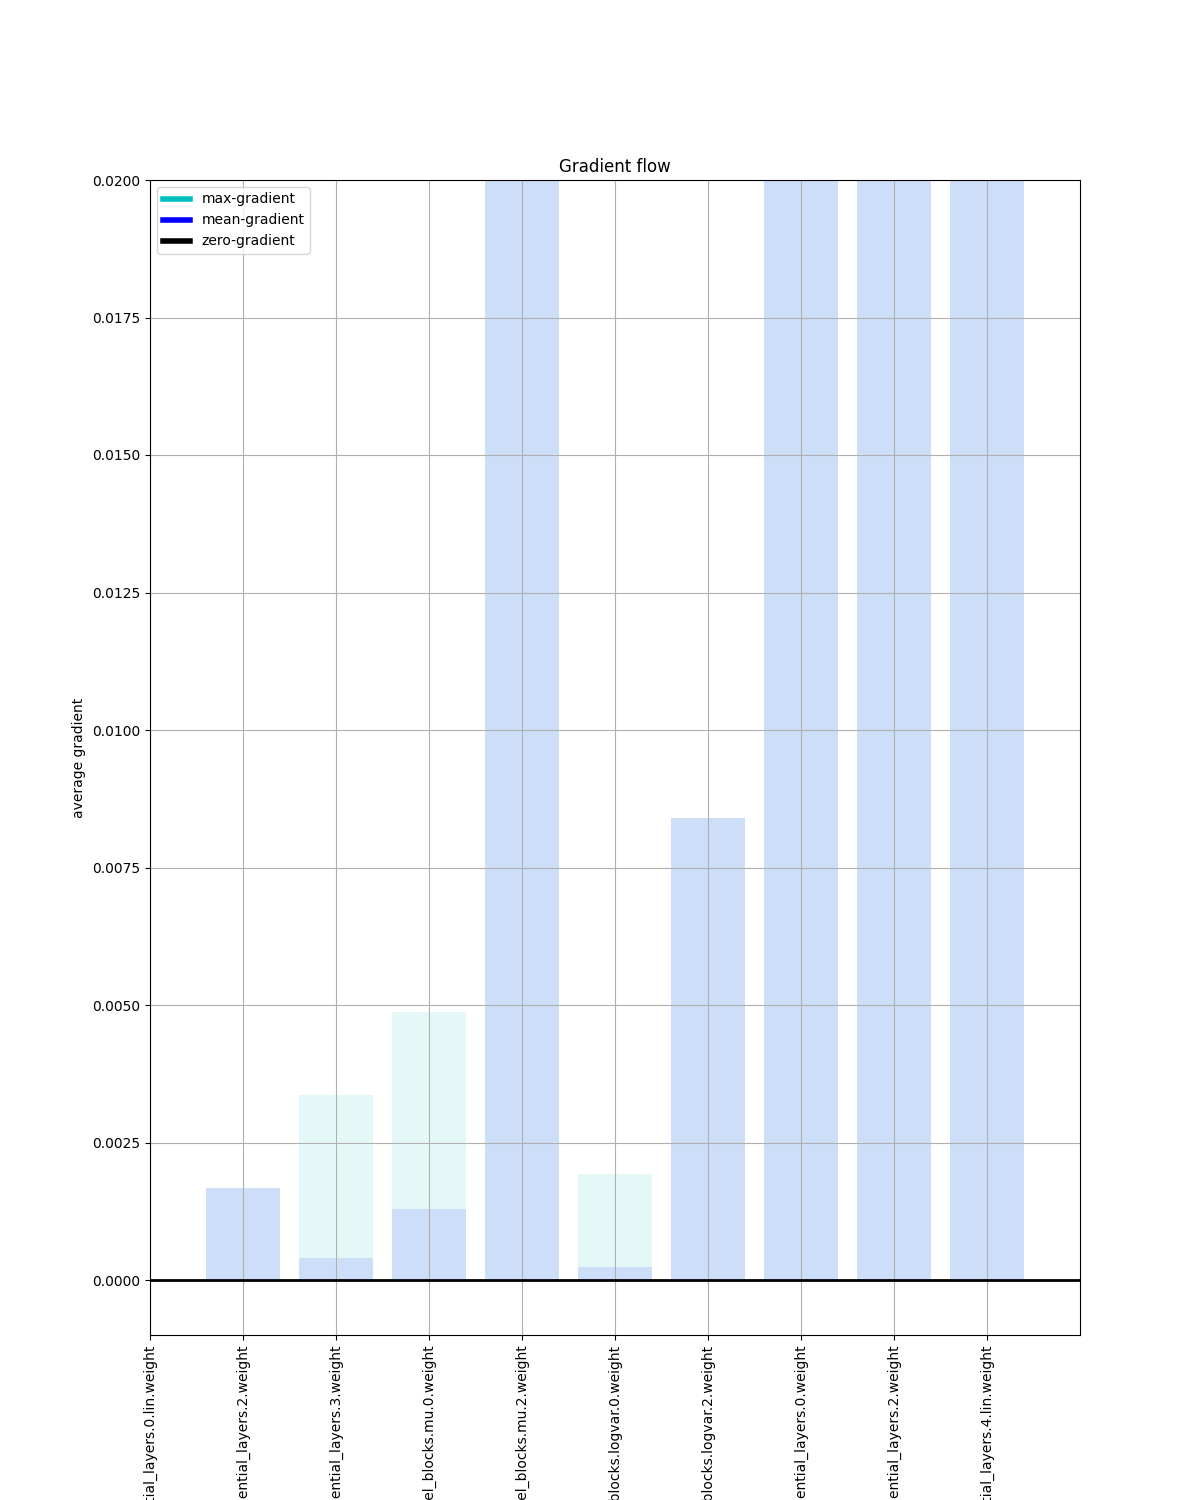 Gradient flow
max-gradient
mean-gradient
zero-gradient
0.0200
0.0175
0.0150
0.0125
0.0100
0.0075
0.0050
0.0025
0.0000
average gradient
tial_layers.0.lin.weight
ential_layers.2.weight
ential_layers.3.weight
el_blocks.mu.0.weight
el_blocks.mu.2.weight
blocks.logvar.0.weight
blocks.logvar.2.weight
ential_layers.0.weight
ential_layers.2.weight
tial_layers.4.lin.weight